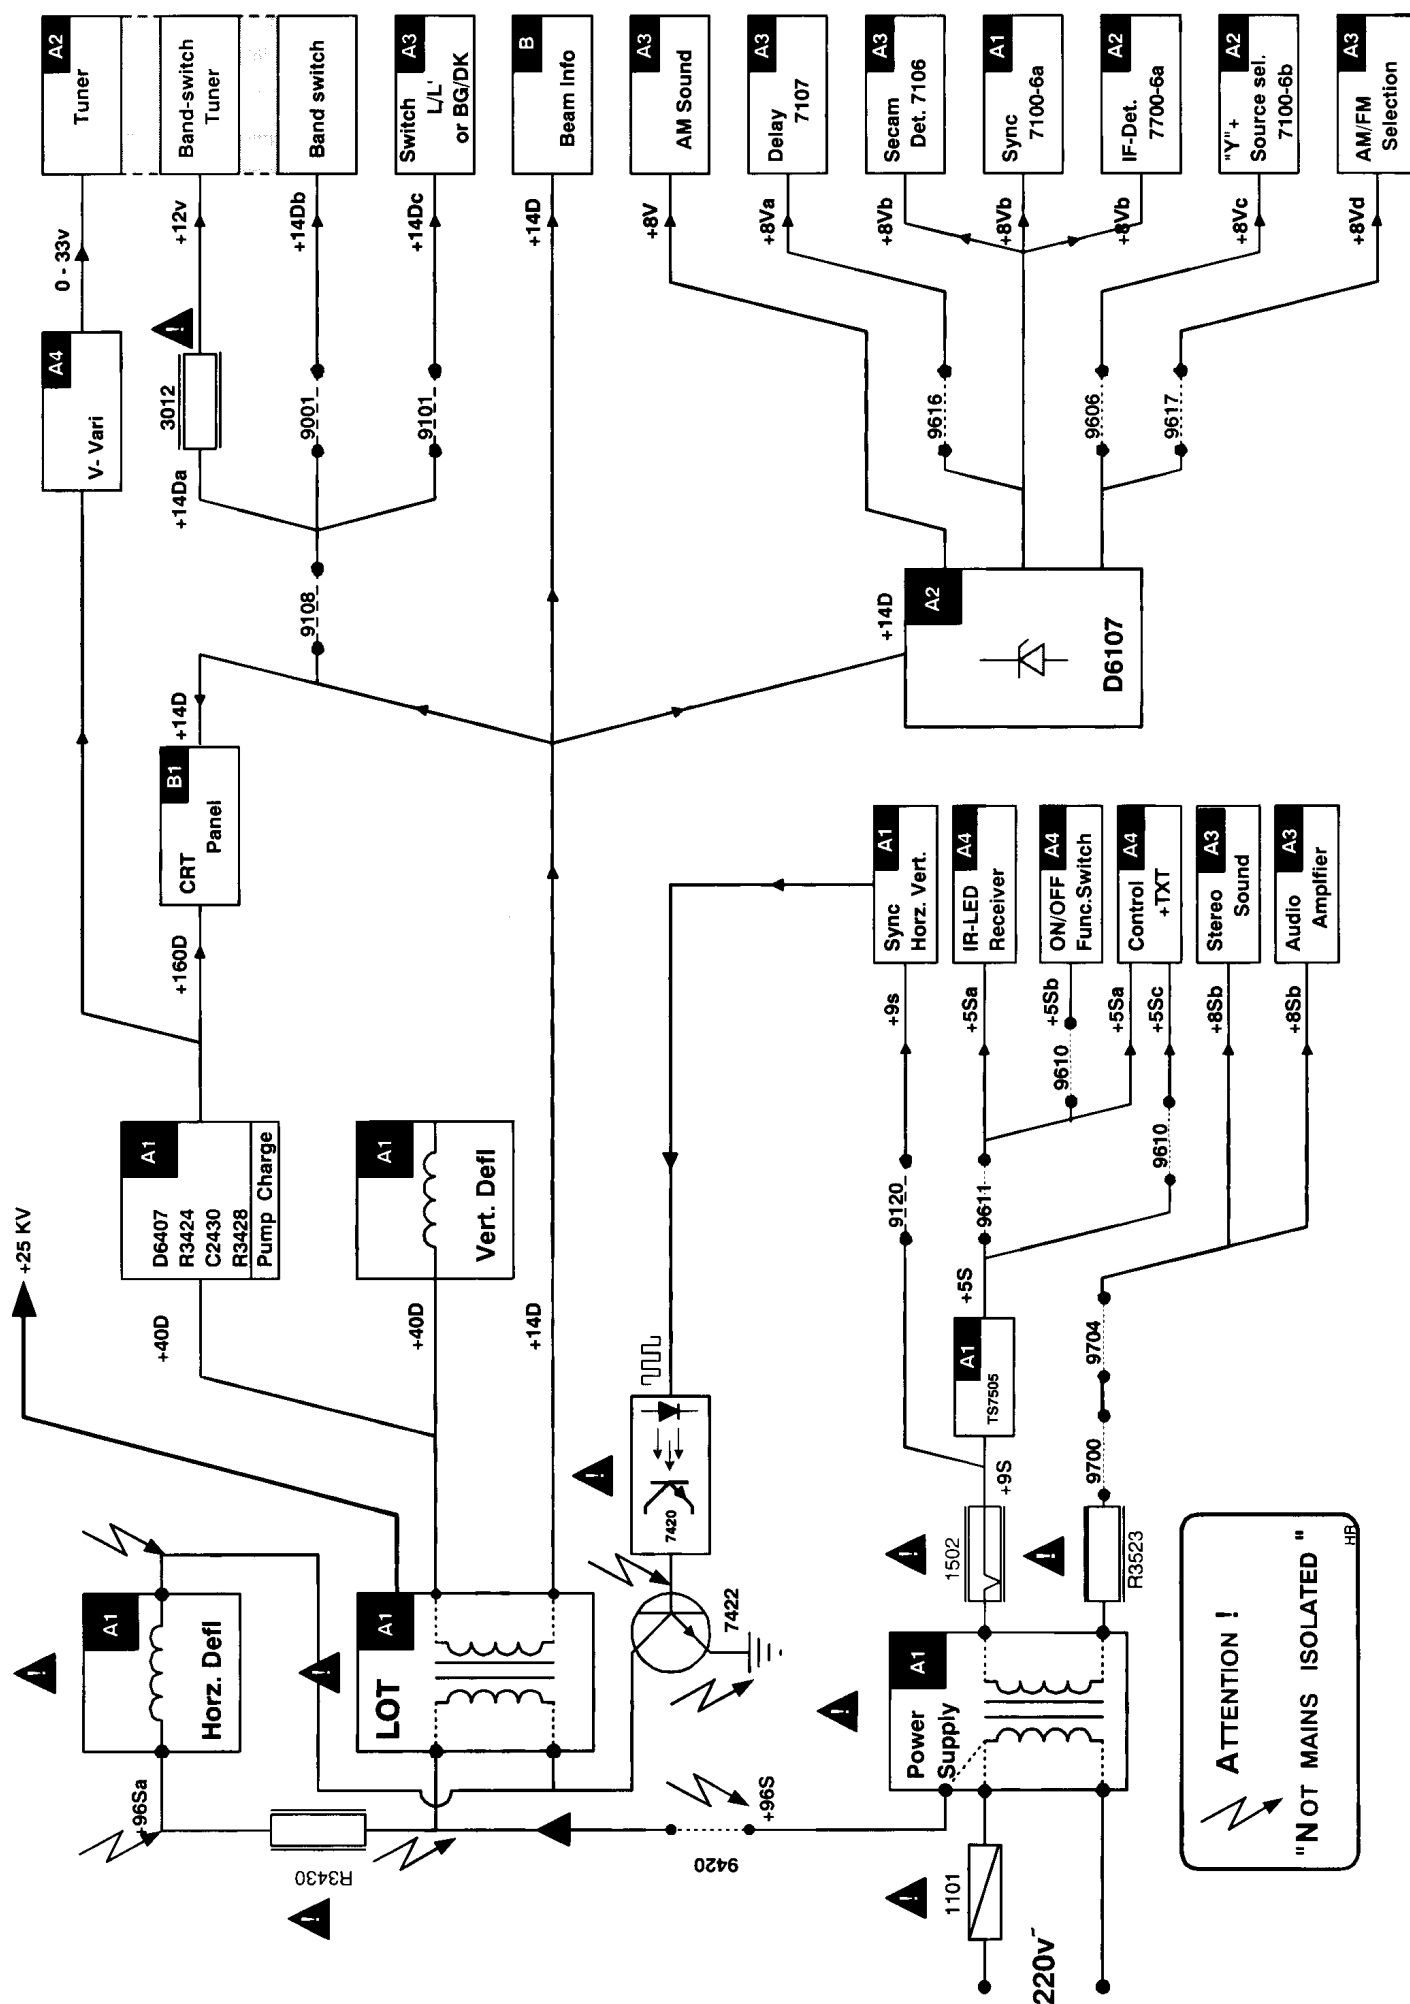 A2
Tuner
Band-switch
Tuner
Band switch
A3
Switch
L/L'
or BG/DK
B
Beam Info
A3
AM Sound
A3
Delay
7107
A3
Secam
Det. 7106
A1
Sync
7100-6a
A2
IF-Det.
7700-6a
A2
"Y"+
Source sel.
7100-6b
A3
AM/FM
Selection
0 - 33v
+12v
+14Db
+14Dc
+14D
+8V
+8Va
+8Vb
+8Vb
+8Vb
+8Vc
+8Vd
!
A4
V- Vari
3012
9001
9101
9616
9606
9617
+14Da
9108
+14D
A2
D6107
+14D
B1
CRT
Panel
+160D
A1
Sync
Horz. Vert.
A4
IR-LED
Receiver
A4
ON/OFF
Func.Switch
A4
Control
+TXT
A3
Stereo
Sound
A3
Audio
Amplfier
+9s
+5Sa
+5Sb
+5Sa
+5Sc
+8Sb
+8Sb
9610
9610
9120
9611
+25 KV
A1
D6407
R3424
C2430
R3428
Pump Charge
A1
Vert. Defl
+40D
+40D
+14D
+5S
A1
TS7505
9704
9700
+9S
!
7420
!
1502
!
R3523
!
A1
Horz. Defl
!
A1
LOT
7422
!
A1
Power
Supply
+96Sa
R3430
!
9420
+96S
!
1101
220v~
ATTENTION !
"NOT MAINS ISOLATED "
HR